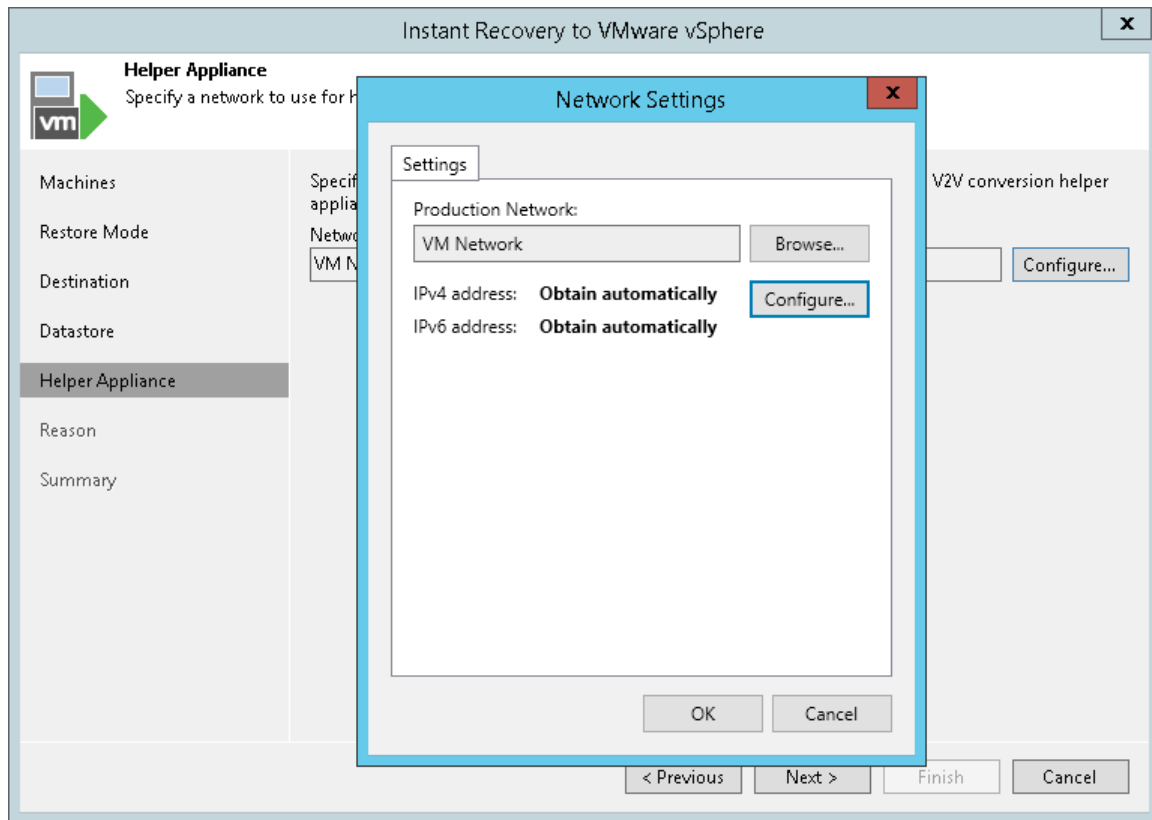 Instant Recovery to VMware vSphere
x
vm
Helper Appliance
Specify a network to use for h
Network Settings
x
Machines
Restore Mode
Destination
Datastore
Helper Appliance
Reason
Summary
Specif
V2V conversion helper
applia
Netwo
VM N
Configure...
Settings
Production Network:
VM Network
Browse...
IPv4 address: Obtain automatically
Configure...
IPv6 address: Obtain automatically
OK
Cancel
< Previous
Next >
Finish
Cancel